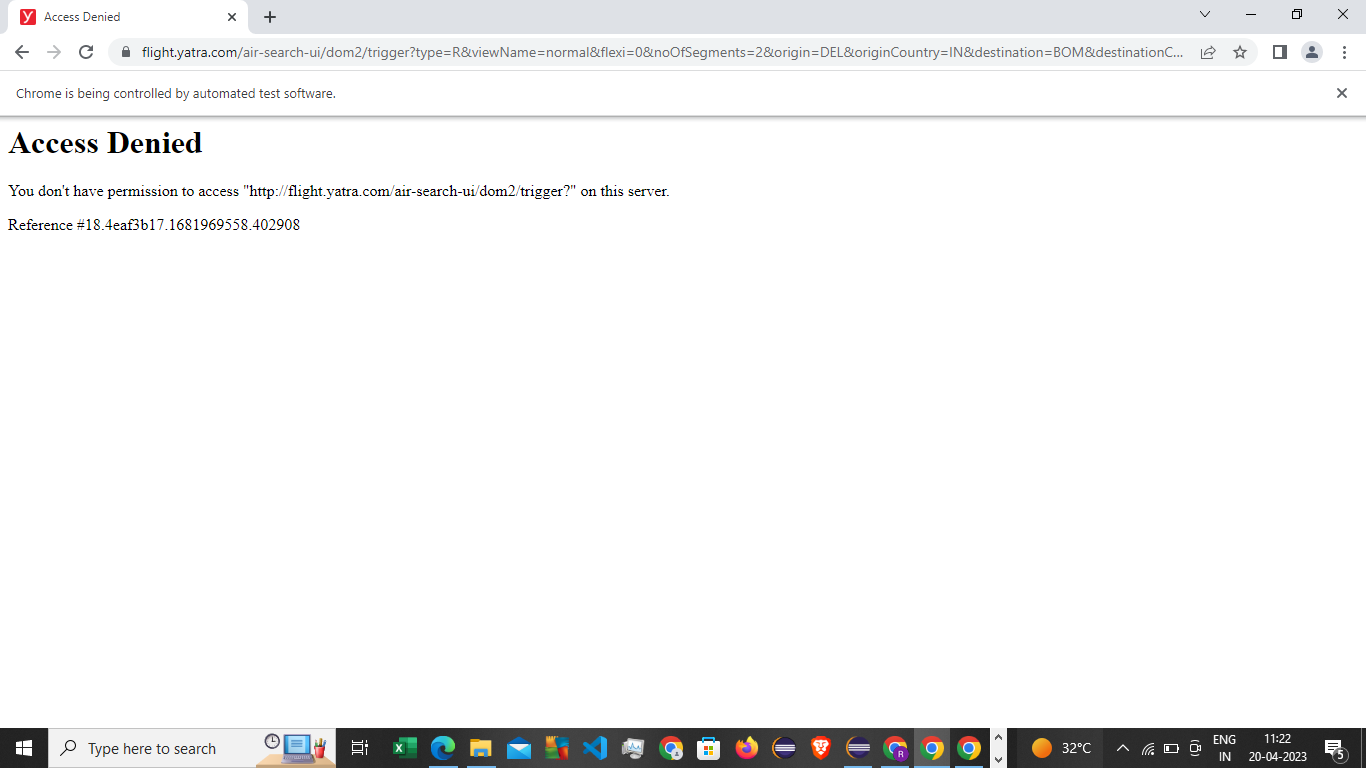 Access Denied
flight.yatra.com/air-search-ui/dom2/trigger?type=R&viewName=normal&flexi=0&noOfSegments=2&origin=DEL&originCountry=IN&destination=BOM&destinationC...
Chrome is being controlled by automated test software.
Access Denied
You don't have permission to access "http://flight.yatra.com/air-search-ui/dom2/trigger?" on this server.
Reference #18.4eaf3b17.1681969558.402908
Type here to search
32°C
ENG
IN
11:22
20-04-2023
5